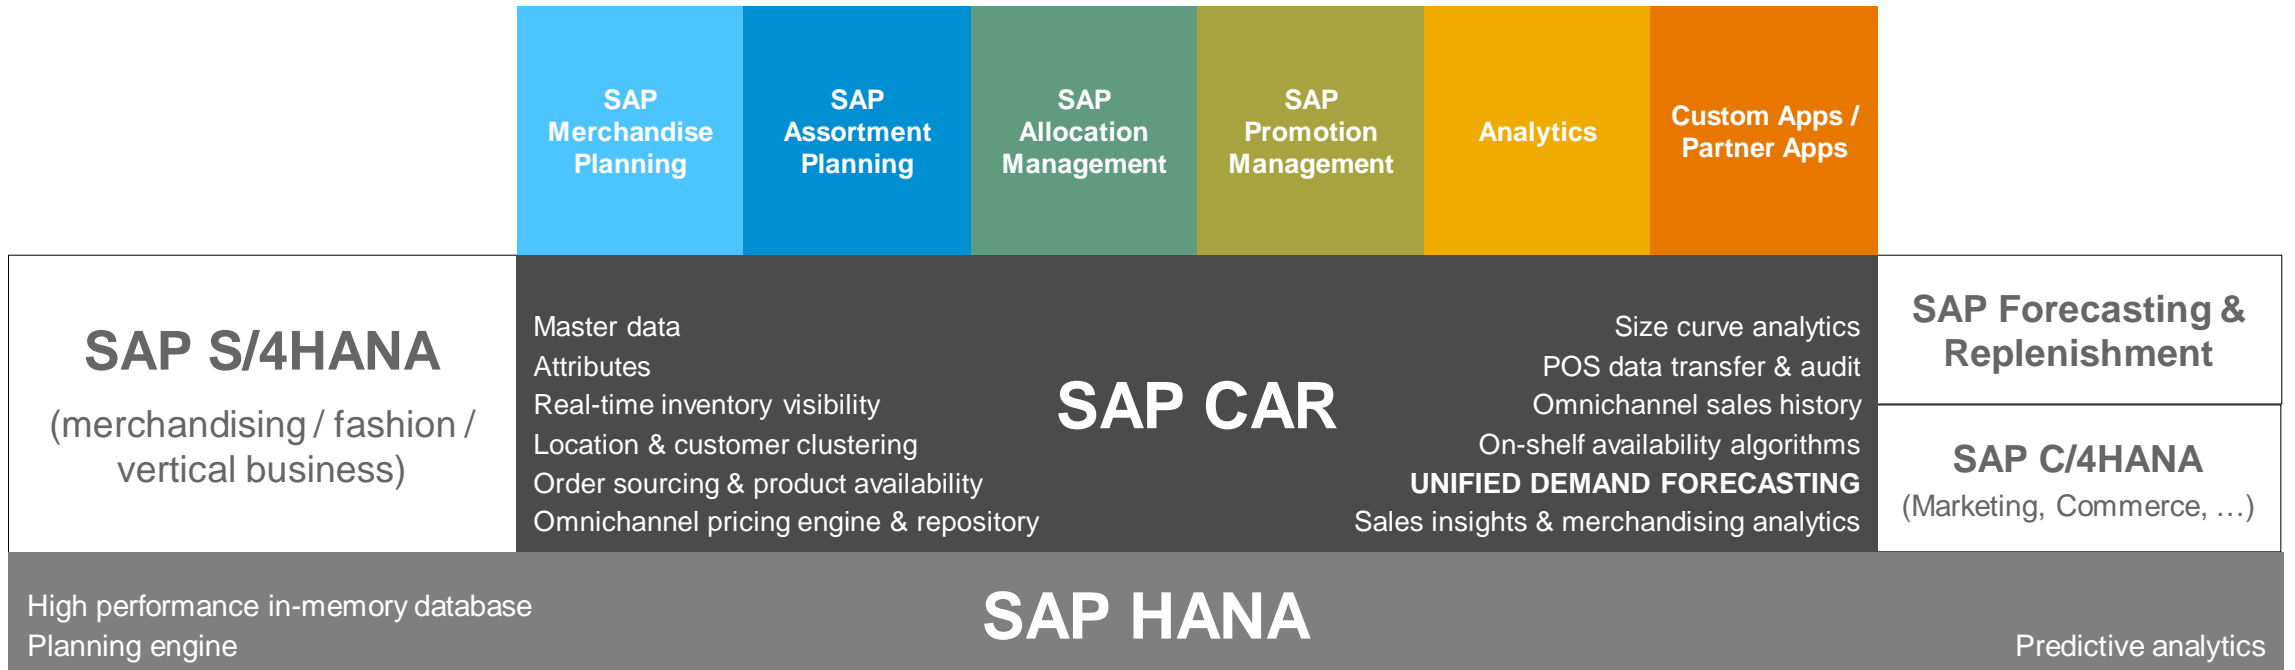 SAP
Merchandise
Planning
SAP
Assortment
Planning
SAP
Allocation
Management
SAP
Promotion
Management
Analytics
Custom Apps /
Partner Apps
SAP S/4HANA
(merchandising / fashion /
vertical business)
Master data
Attributes
Real-time inventory visibility
Location & customer clustering
Order sourcing & product availability
Omnichannel pricing engine & repository
SAP CAR
Size curve analytics
POS data transfer & audit
Omnichannel sales history
On-shelf availability algorithms
UNIFIED DEMAND FORECASTING
Sales insights & merchandising analytics
SAP Forecasting &
Replenishment
SAP C/4HANA
(Marketing, Commerce, …)
High performance in-memory database
Planning engine
SAP HANA
Predictive analytics